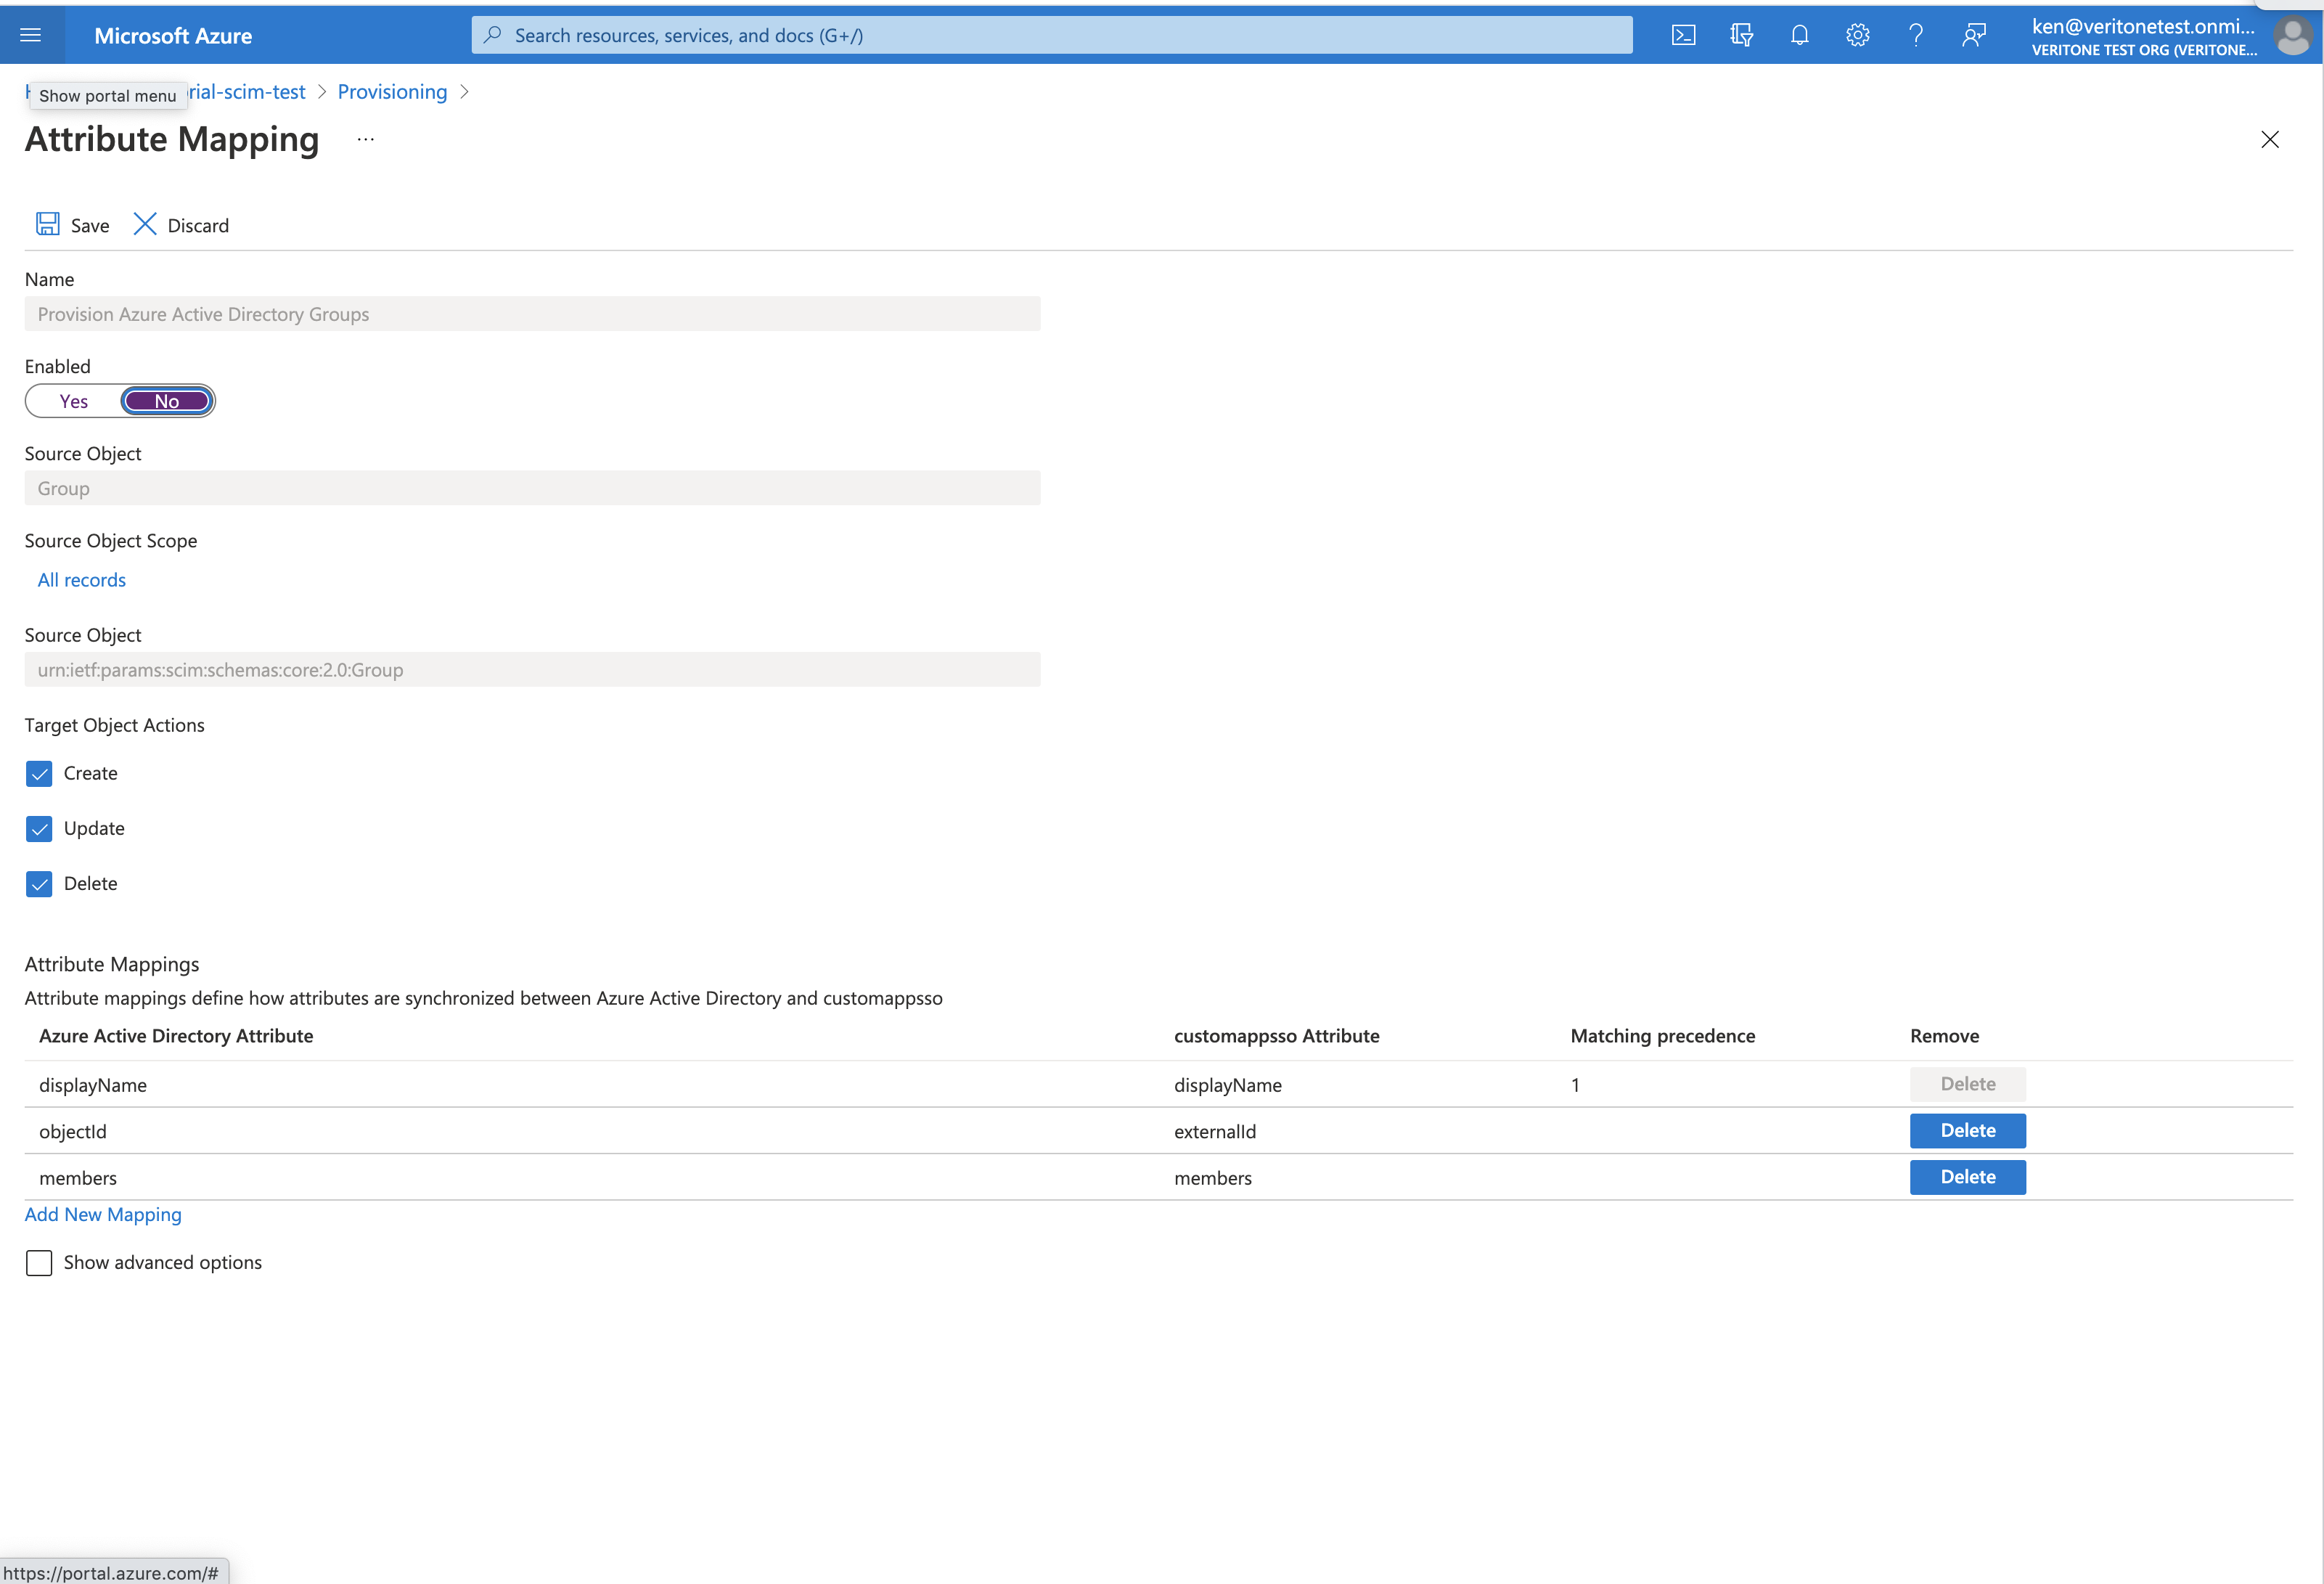 Microsoft Azure
Search resources, services, and docs (G+/)
ken@veritonetest.onmi...
VERITONE TEST ORG (VERITONE...
Show portal menu
rial-scim-test > Provisioning >
Attribute Mapping ...
Save Discard
Name
Provision Azure Active Directory Groups
Enabled
Yes No
Source Object
Group
Source Object Scope
All records
Source Object
urn:ietf:params:scim:schemas:core:2.0:Group
Target Object Actions
Create
Update
Delete
Attribute Mappings
Attribute mappings define how attributes are synchronized between Azure Active Directory and customappsso
Azure Active Directory Attribute customappsso Attribute Matching precedence Remove
displayName displayName 1 Delete
objectId externalId Delete
members members Delete
Add New Mapping
Show advanced options
https://portal.azure.com/#